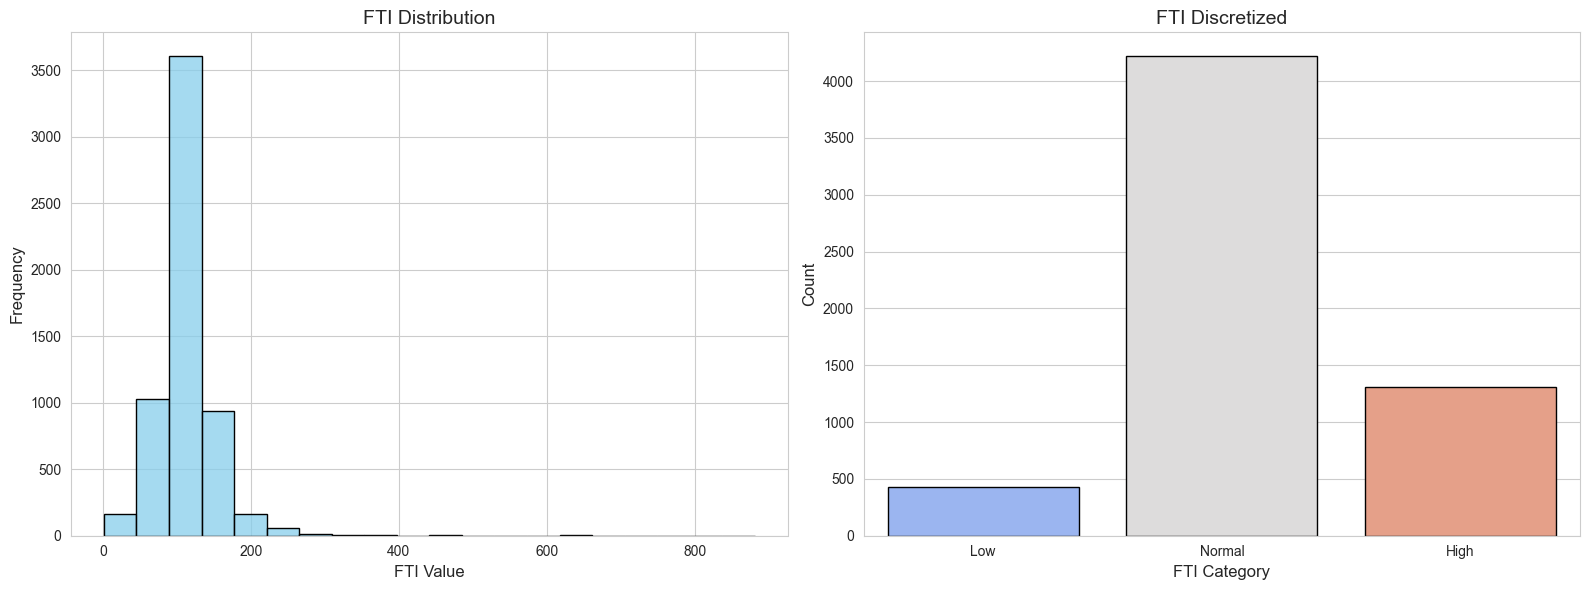 FTI Distribution
3500
3000
2500
2000
1500
1000
500
0
Frequency
0 200 400 600 800
FTI Value
FTI Discretized
4000
3500
3000
2500
2000
1500
1000
500
0
Count
Low Normal High
FTI Category